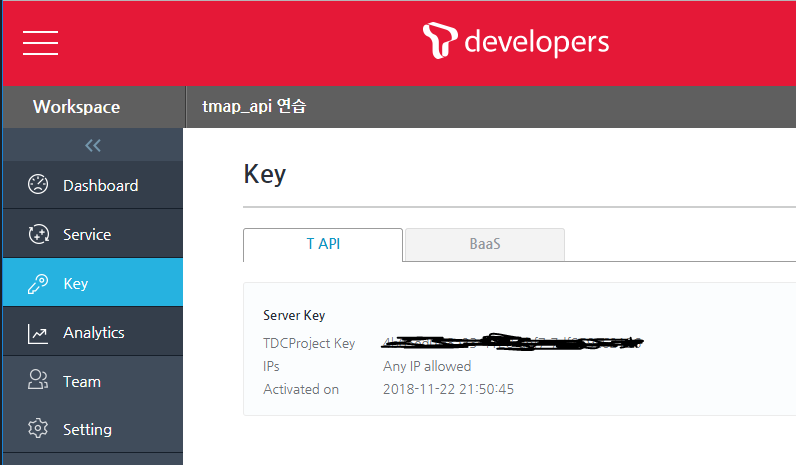 developers
Workspace
tmap_api 연습
Dashboard
Service
Key
Analytics
Team
Setting
Key
T API
BaaS
Server Key
TDCProject Key
IPs Any IP allowed
Activated on 2018-11-22 21:50:45